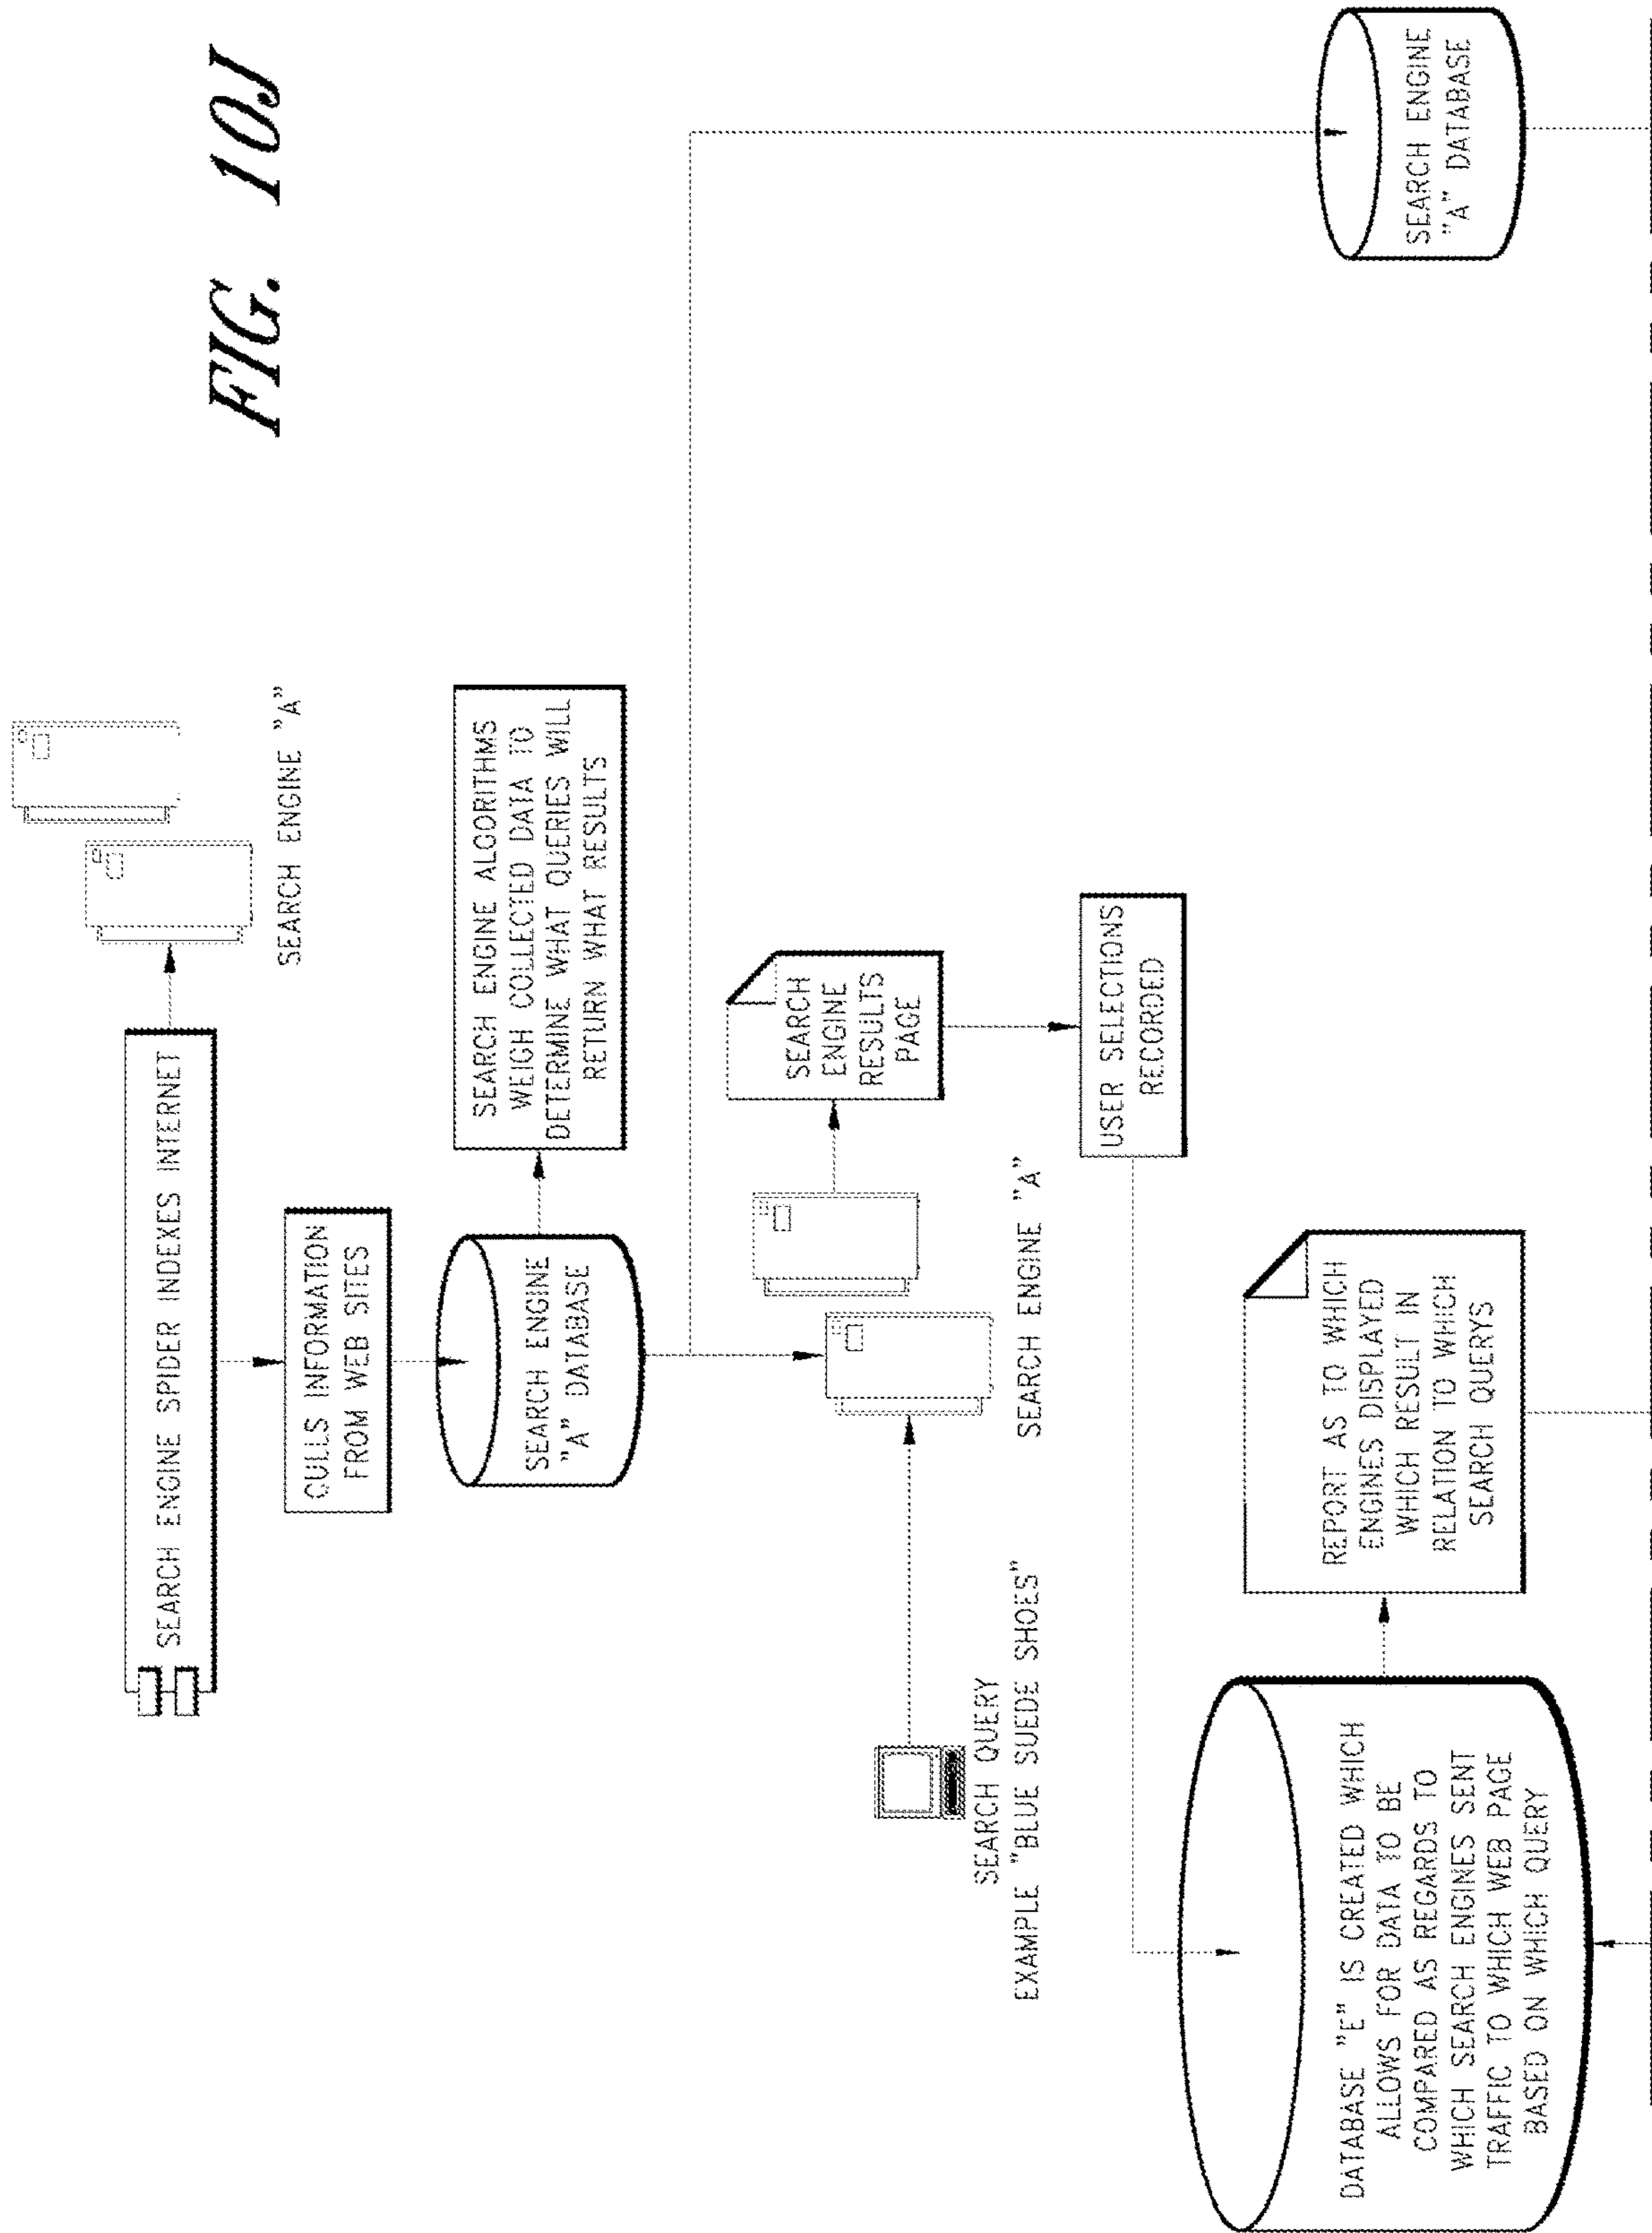 FIG. 10J
SEARCH ENGINE SPIDER INDEXES INTERNET
SEARCH ENGINE "A"
CULLS INFORMATION
FROM WEB SITES
SEARCH ENGINE
"A" DATABASE
SEARCH ENGINE ALGORITHMS
WEIGH COLLECTED DATA TO
DETERMINE WHAT QUERIES WILL
RETURN WHAT RESULTS
SEARCH QUERY
EXAMPLE "BLUE SUEDE SHOES"
SEARCH ENGINE "A"
SEARCH
ENGINE
RESULTS
PAGE
USER SELECTIONS
RECORDED
DATABASE "E" IS CREATED WHICH
ALLOWS FOR DATA TO BE
COMPARED AS REGARDS TO
WHICH SEARCH ENGINES SENT
TRAFFIC TO WHICH WEB PAGE
BASED ON WHICH QUERY
REPORT AS TO WHICH
ENGINES DISPLAYED
WHICH RESULT IN
RELATION TO WHICH
SEARCH QUERYS
SEARCH ENGINE
"A" DATABASE